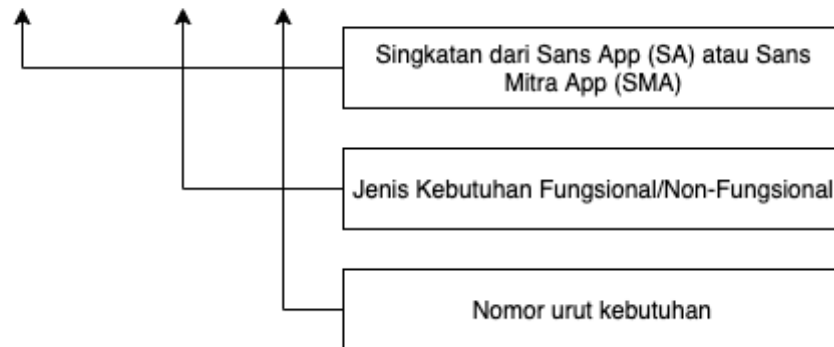 Singkatan dari Sans App (SA) atau Sans
Mitra App (SMA)
Jenis Kebutuhan Fungsional/Non-Fungsional
Nomor urut kebutuhan